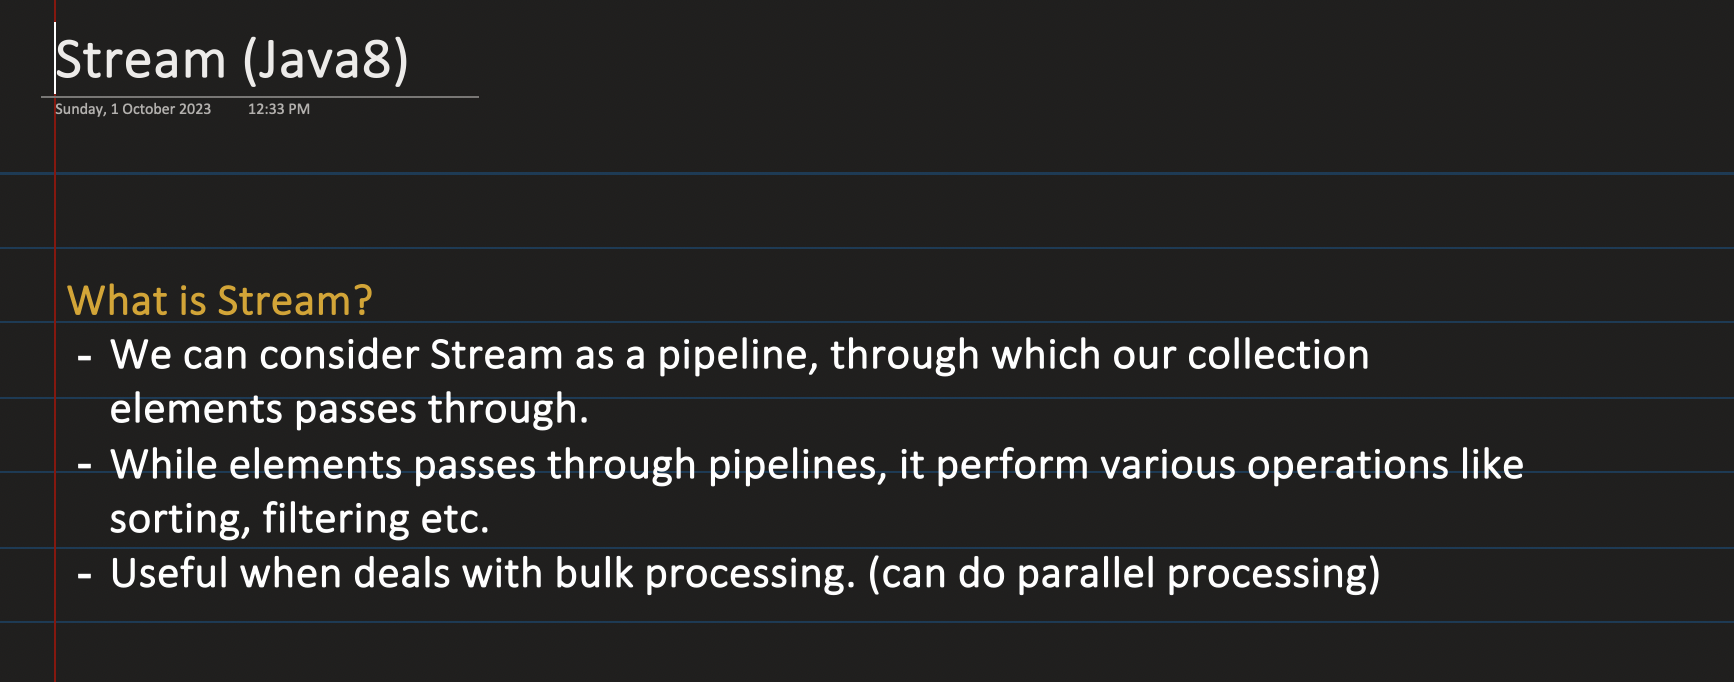 Stream (Java8)
Sunday, 1 October 2023 12:33 PM
What is Stream?
- We can consider Stream as a pipeline, through which our collection
elements passes through.
- While elements passes through pipelines, it perform various operations like
sorting, filtering etc.
- Useful when deals with bulk processing. (can do parallel processing)